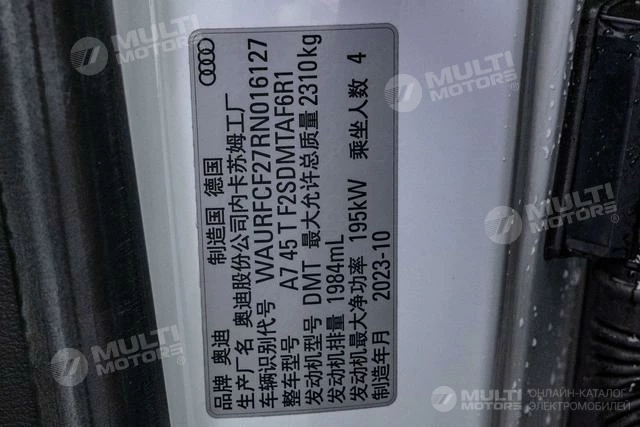 品牌 奥迪 制造国 德国
生产厂名 奥迪股份公司内卡苏姆工厂
车辆识别代号 WAURFCF27RN016127
整车型号 A7 45 T F2SDMTAF6R1
发动机型号 DMT 最大允许总质量 2310kg
发动机排量 1984mL
发动机最大净功率 195kW 乘坐人数 4
制造年月 2023-10
MULTI MOTORS
MULTI MOTORS
MULTI MOTORS
MULTI MOTORS
MULTI MOTORS
MULTI MOTORS
ОНЛАЙН-КАТАЛОГ
ЭЛЕКТРОМОБИЛЕЙ